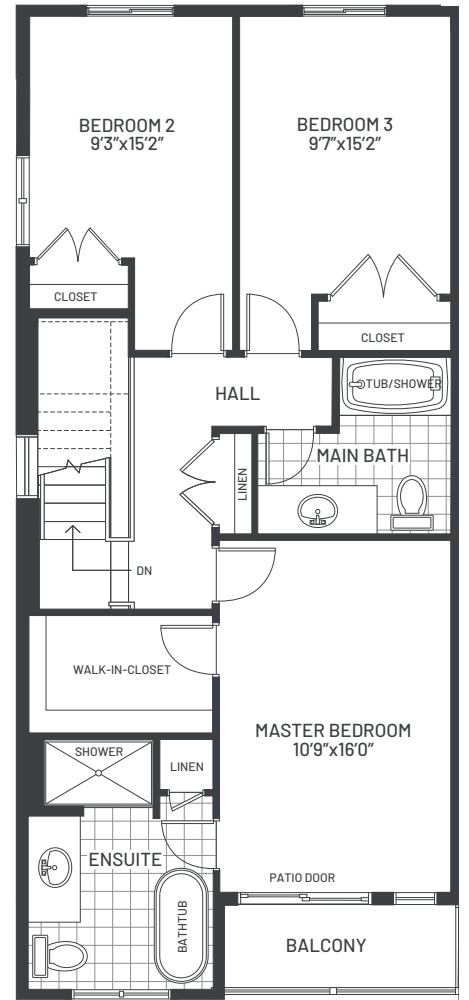 BEDROOM 2
9'3"x15'2"
BEDROOM 3
9'7"x15'2"
CLOSET
CLOSET
HALL
TUB/SHOWER
MAIN BATH
LINEN
DN
WALK-IN-CLOSET
MASTER BEDROOM
10'9"x16'0"
SHOWER
LINEN
ENSUITE
PATIO DOOR
BATHTUB
BALCONY